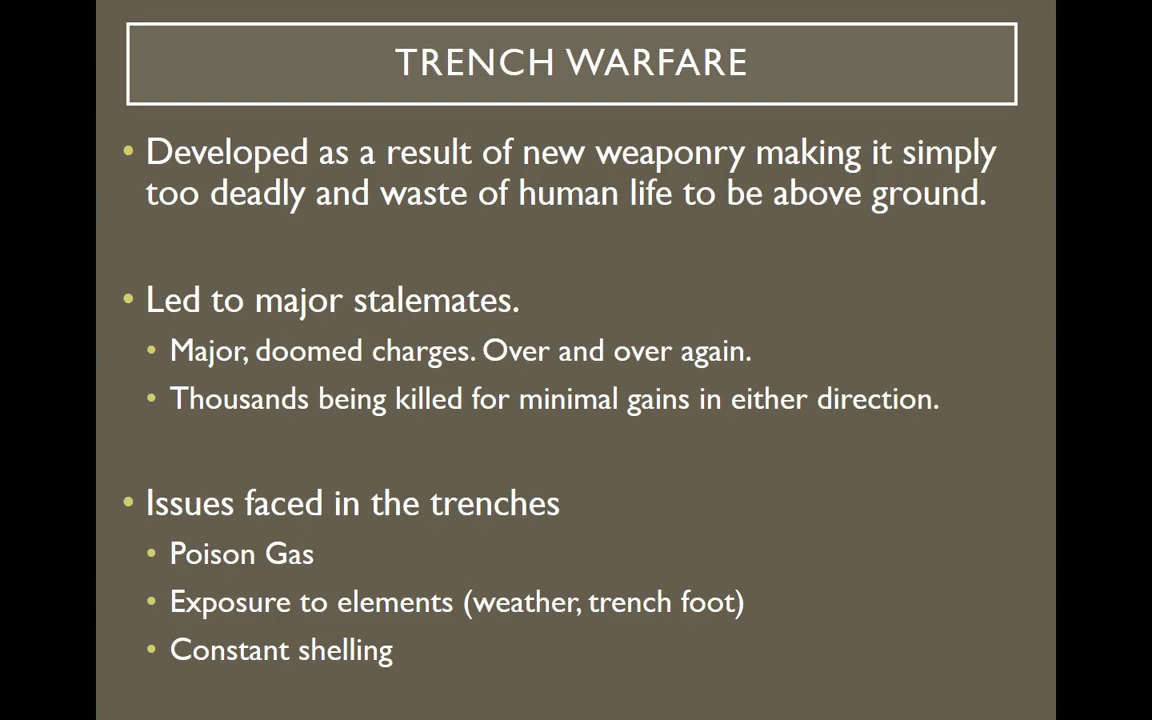 TRENCH WARFARE
• Developed as a result of new weaponry making it simply
too deadly and waste of human life to be above ground.
• Led to major stalemates.
• Major, doomed charges. Over and over again.
• Thousands being killed for minimal gains in either direction.
• Issues faced in the trenches
• Poison Gas
• Exposure to elements (weather, trench foot)
• Constant shelling